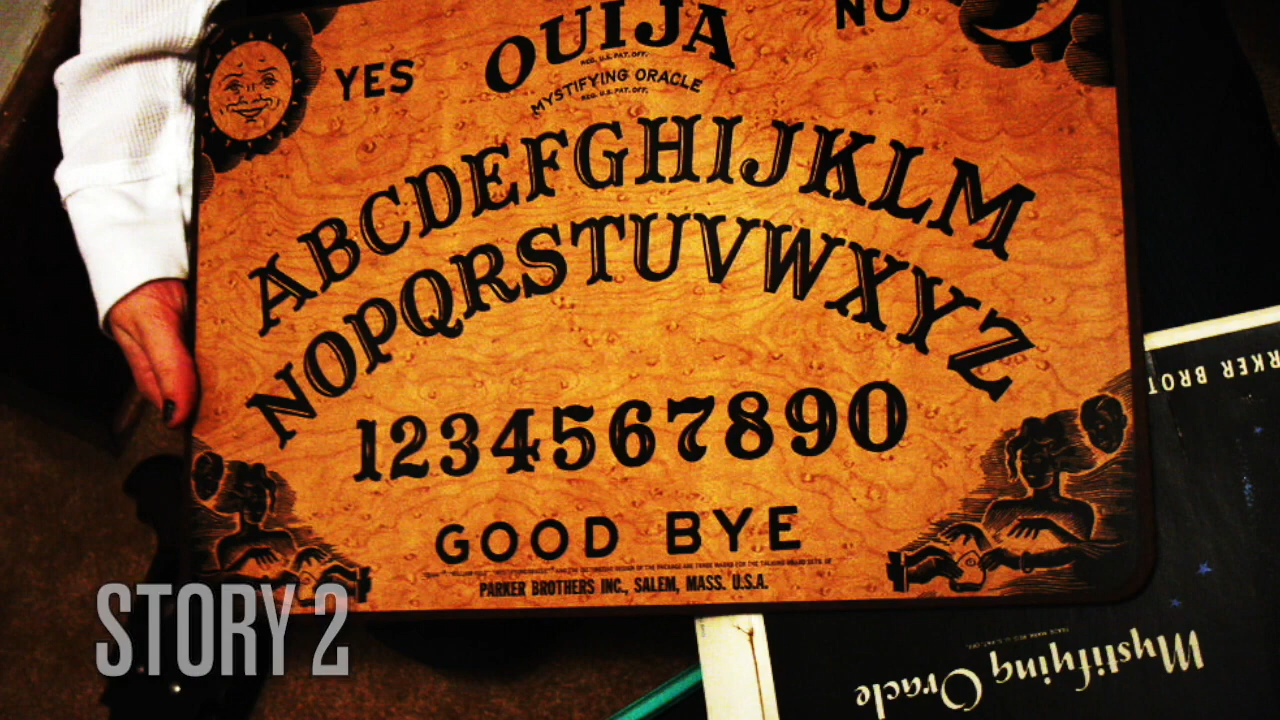 YES
OUIJA
NO
REG. U.S. PAT. OFF.
MYSTIFYING ORACLE
REG. U.S. PAT. OFF.
ABCDEFGHIJKLM
NOPQRSTUVWXYZ
1234567890
GOOD BYE
PARKER BROTHERS INC., SALEM, MASS. U.S.A.
STORY 2
RKER BROT
Mystifying Oracle